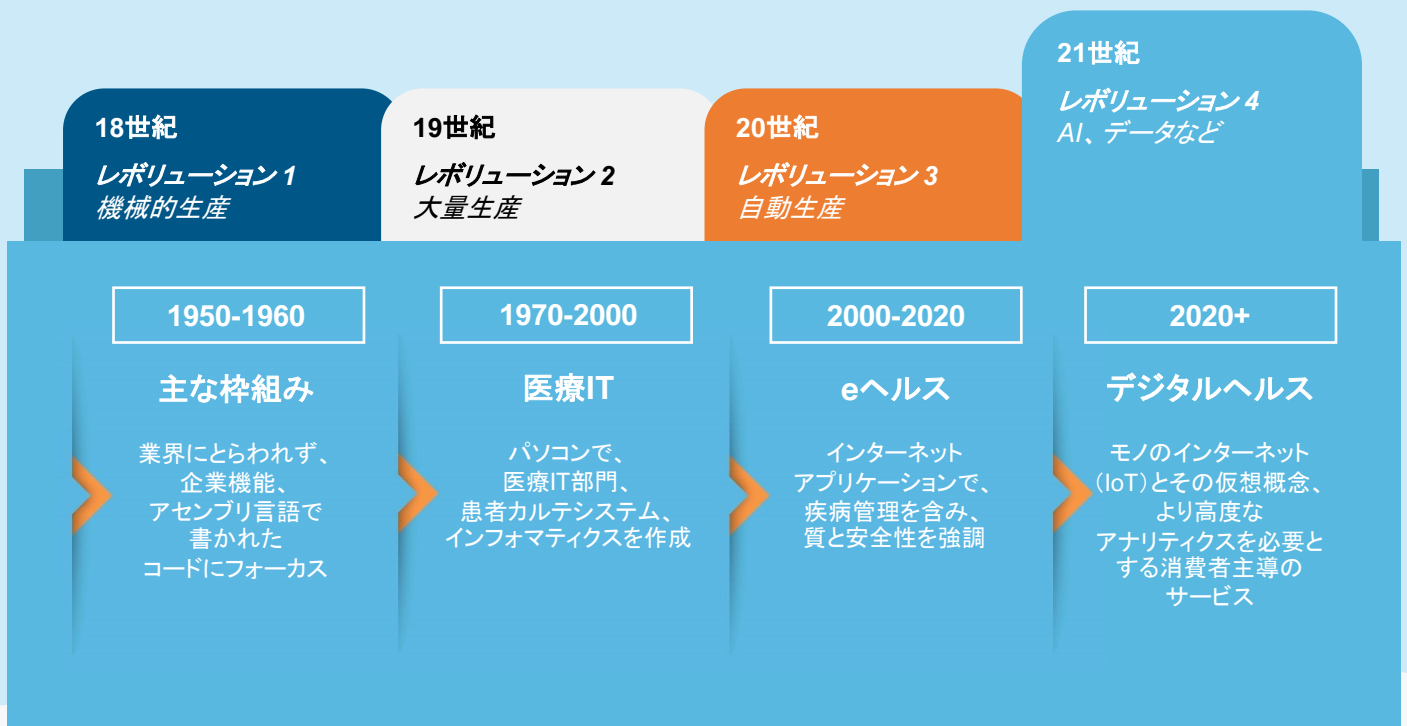 18世紀
レボリューション 1
機械的生産
19世紀
レボリューション 2
大量生産
20世紀
レボリューション 3
自動生産
21世紀
レボリューション 4
AI、データなど
1950-1960
主な枠組み
業界にとらわれず、
企業機能、
アセンブリ言語で
書かれた
コードにフォーカス
1970-2000
医療IT
パソコンで、
医療IT部門、
患者カルテシステム、
インフォマティクスを作成
2000-2020
eヘルス
インターネット
アプリケーションで、
疾病管理を含み、
質と安全性を強調
2020+
デジタルヘルス
モノのインターネット
(IoT)とその仮想概念、
より高度な
アナリティクスを必要と
する消費者主導の
サービス